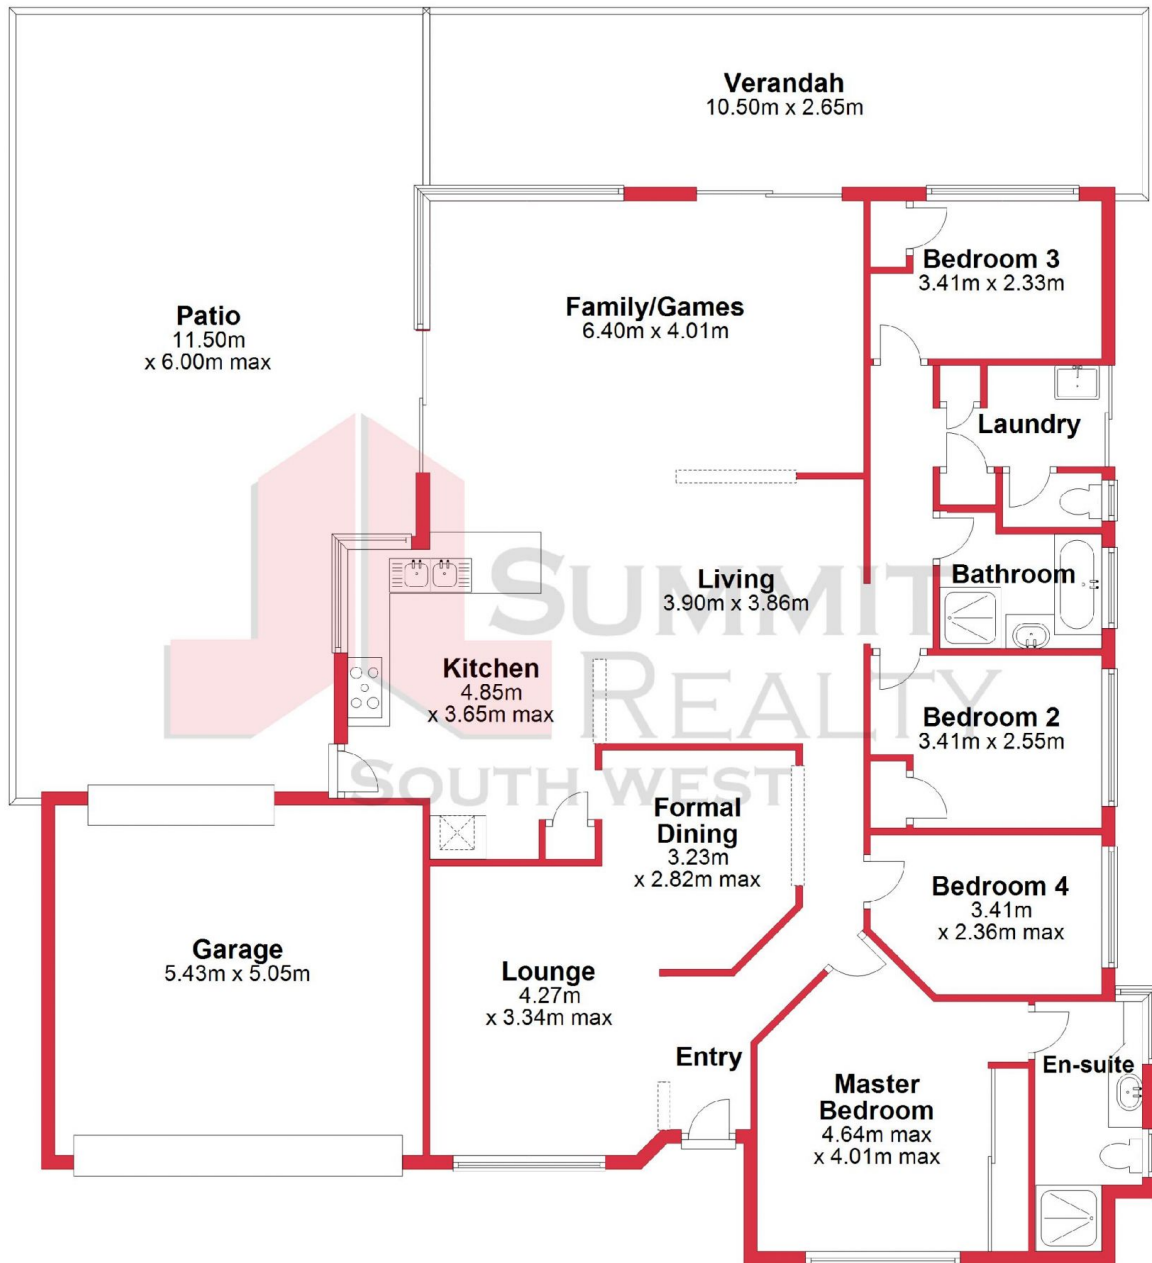 Verandah
10.50m x 2.65m
Patio
11.50m
x 6.00m max
Family/Games
6.40m x 4.01m
Bedroom 3
3.41m x 2.33m
Laundry
Living
3.90m x 3.86m
Bathroom
Kitchen
4.85m
x 3.65m max
Bedroom 2
3.41m x 2.55m
Formal
Dining
3.23m
x 2.82m max
Bedroom 4
3.41m
x 2.36m max
Garage
5.43m x 5.05m
Lounge
4.27m
x 3.34m max
Entry
Master
Bedroom
4.64m max
x 4.01m max
En-suite
SUMMIT
REALTY
SOUTH WEST